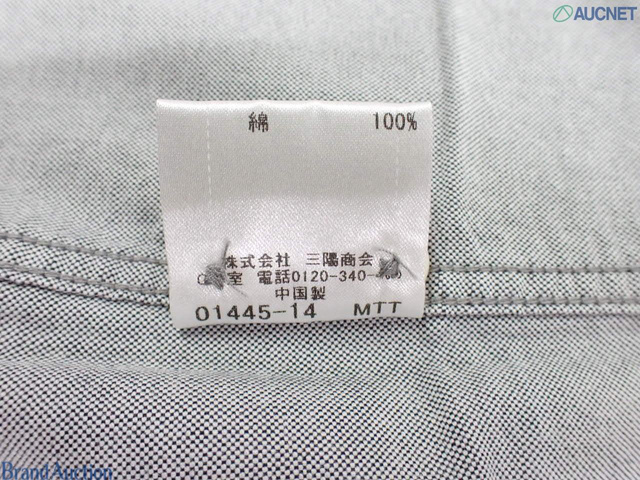 AUCNET
綿 100%
株式会社 三陽商会
室 電話0120-340-
中国製
01445-14 MTT
Brand Auction